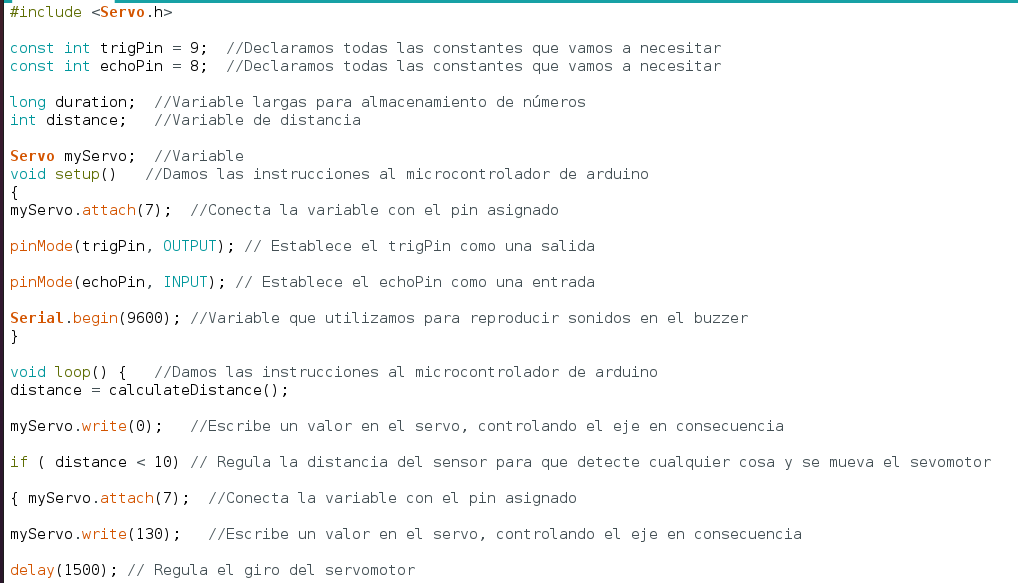 #include <Servo.h>
const int trigPin = 9;  //Declaramos todas las constantes que vamos a necesitar
const int echoPin = 8;  //Declaramos todas las constantes que vamos a necesitar
long duration;  //Variable largas para almacenamiento de números
int distance;   //Variable de distancia
Servo myServo;  //Variable
void setup()   //Damos las instrucciones al microcontrolador de arduino
{
myServo.attach(7);  //Conecta la variable con el pin asignado
pinMode(trigPin, OUTPUT); // Establece el trigPin como una salida
pinMode(echoPin, INPUT); // Establece el echoPin como una entrada
Serial.begin(9600); //Variable que utilizamos para reproducir sonidos en el buzzer
}
void loop() {   //Damos las instrucciones al microcontrolador de arduino
distance = calculateDistance();
myServo.write(0);   //Escribe un valor en el servo, controlando el eje en consecuencia
if ( distance < 10) // Regula la distancia del sensor para que detecte cualquier cosa y se mueva el sevomotor
{ myServo.attach(7);  //Conecta la variable con el pin asignado
myServo.write(130);   //Escribe un valor en el servo, controlando el eje en consecuencia
delay(1500); // Regula el giro del servomotor